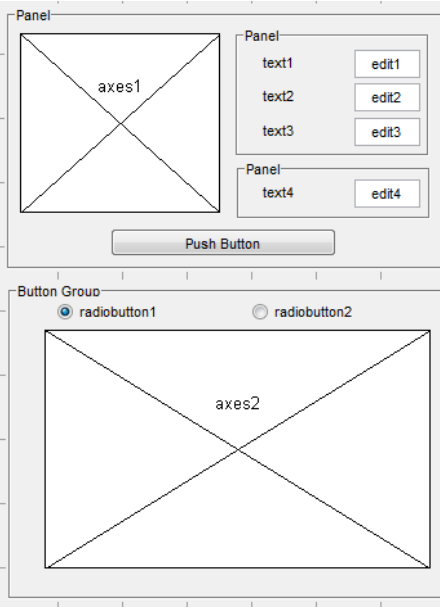 Panel
axes1
Panel
text1 edit1
text2 edit2
text3 edit3
Panel
text4 edit4
Push Button
Button Group
radiobutton1 radiobutton2
axes2